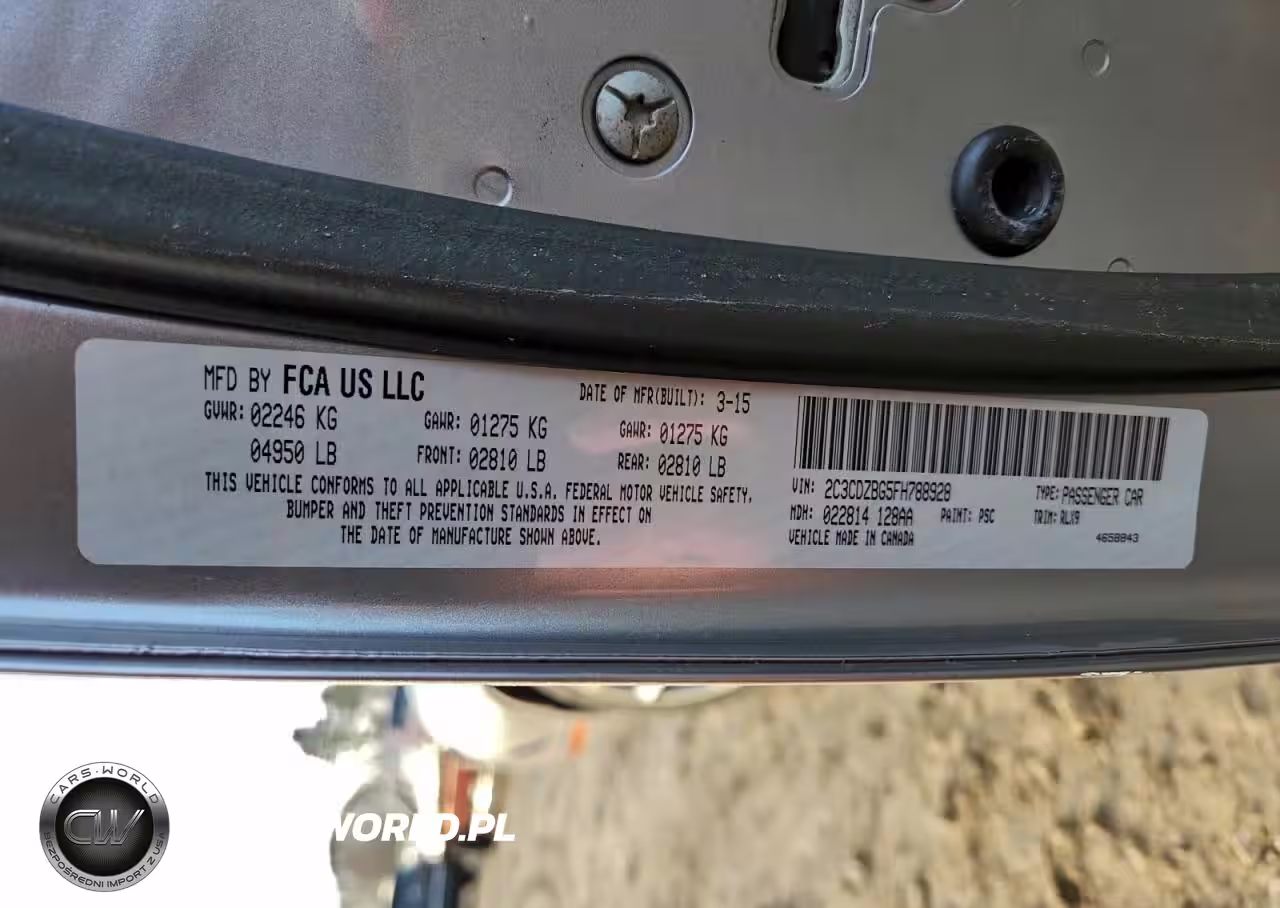 MFD BY FCA US LLC
DATE OF MFR(BUILT): 3-15
GVWR: 02246 KG
GAWR: 01275 KG
GAWR: 01275 KG
04950 LB
FRONT: 02810 LB
REAR: 02810 LB
THIS VEHICLE CONFORMS TO ALL APPLICABLE U.S.A. FEDERAL MOTOR VEHICLE SAFETY,
BUMPER AND THEFT PREVENTION STANDARDS IN EFFECT ON
THE DATE OF MANUFACTURE SHOWN ABOVE.
VIN: 2C3CDZBG5FH788928
TYPE: PASSENGER CAR
MDH: 022814 128AA
PAINT: PSC
TRIM: RLX9
VEHICLE MADE IN CANADA
4658843
CARS-WORLD
CW
BEZPOŚREDNI IMPORT Z USA
WORLD.PL